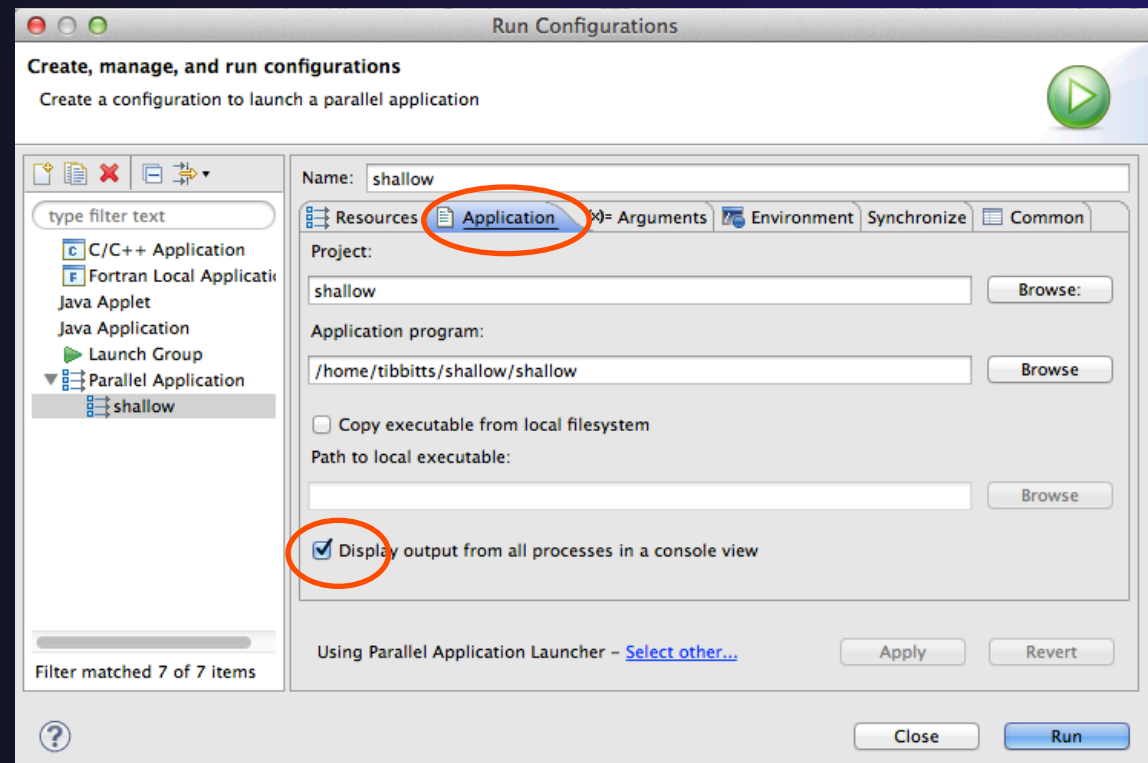 Run Configurations
Create, manage, and run configurations
Create a configuration to launch a parallel application
type filter text
C/C++ Application
Fortran Local Applicati
Java Applet
Java Application
Launch Group
Parallel Application
shallow
Filter matched 7 of 7 items
Name: shallow
Resources Application (x)= Arguments Environment Synchronize Common
Project:
shallow Browse:
Application program:
/home/tibbitts/shallow/shallow Browse
Copy executable from local filesystem
Path to local executable:
Browse
Display output from all processes in a console view
Using Parallel Application Launcher – Select other... Apply Revert
? Close Run